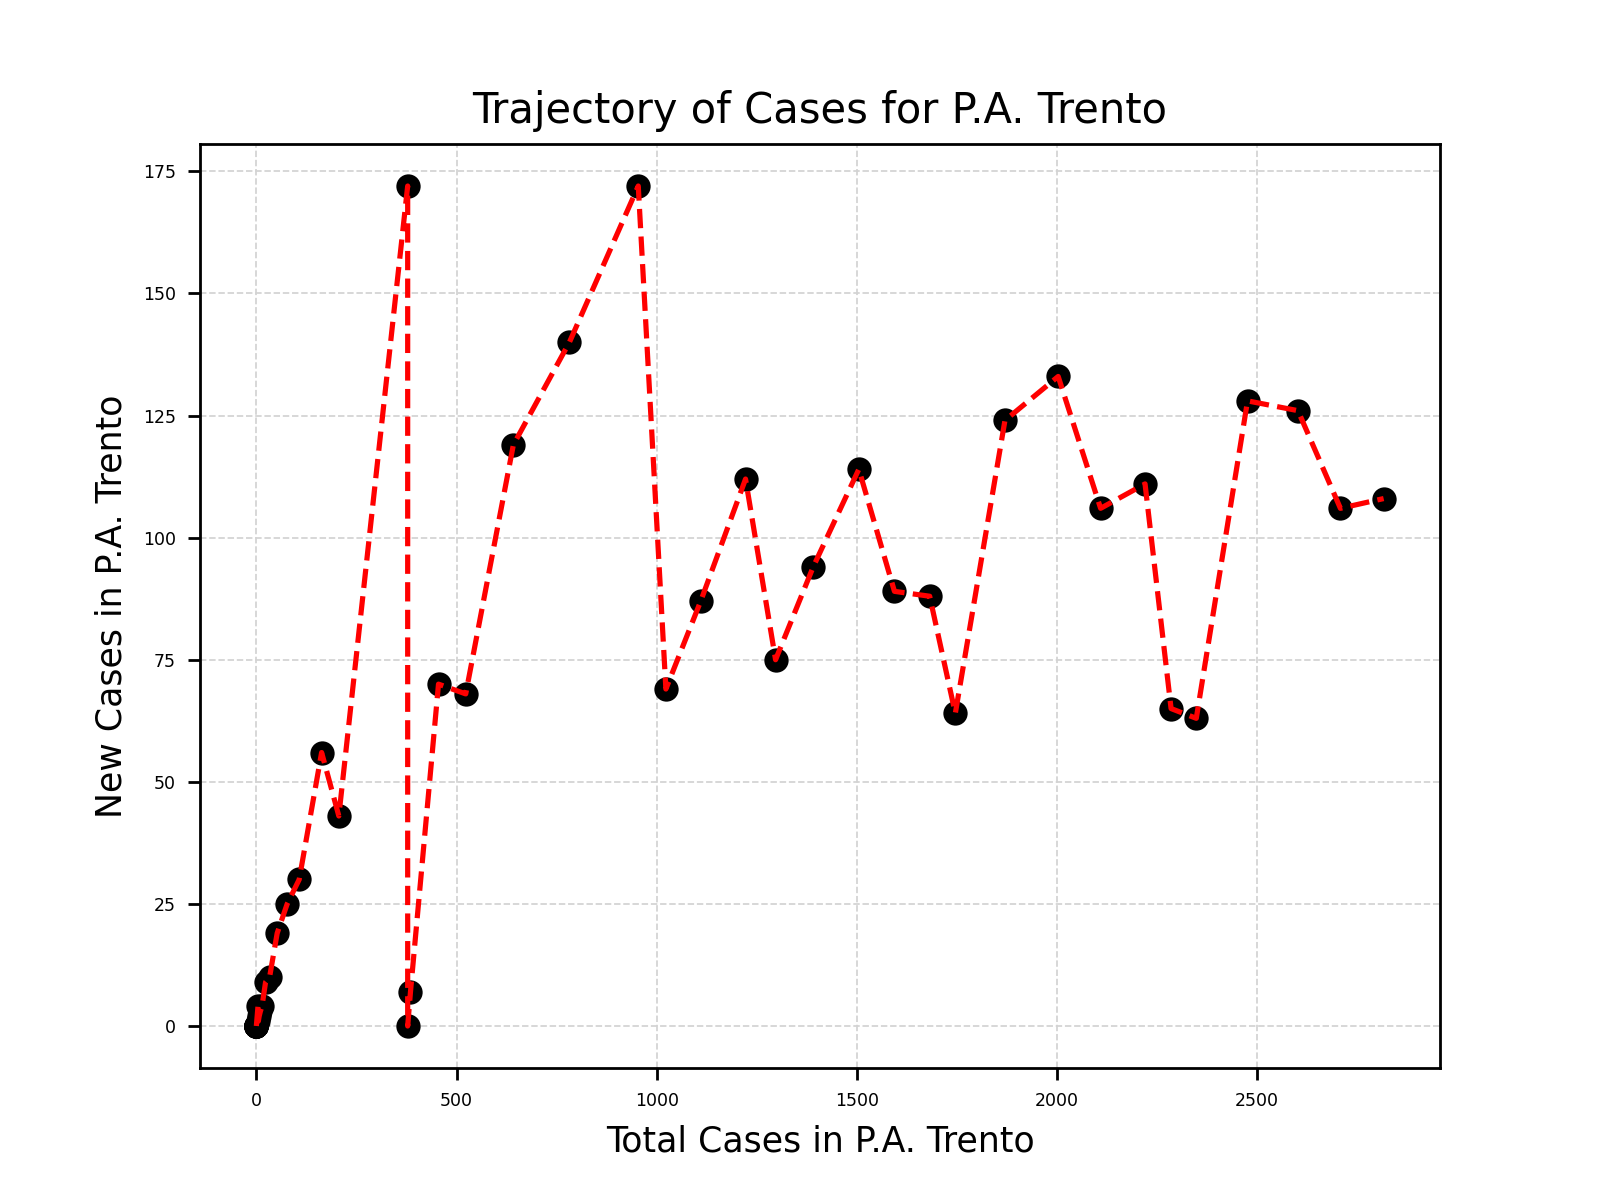 Trajectory of Cases for P.A. Trento
New Cases in P.A. Trento
175
150
125
100
75
50
25
0
0 500 1000 1500 2000 2500
Total Cases in P.A. Trento